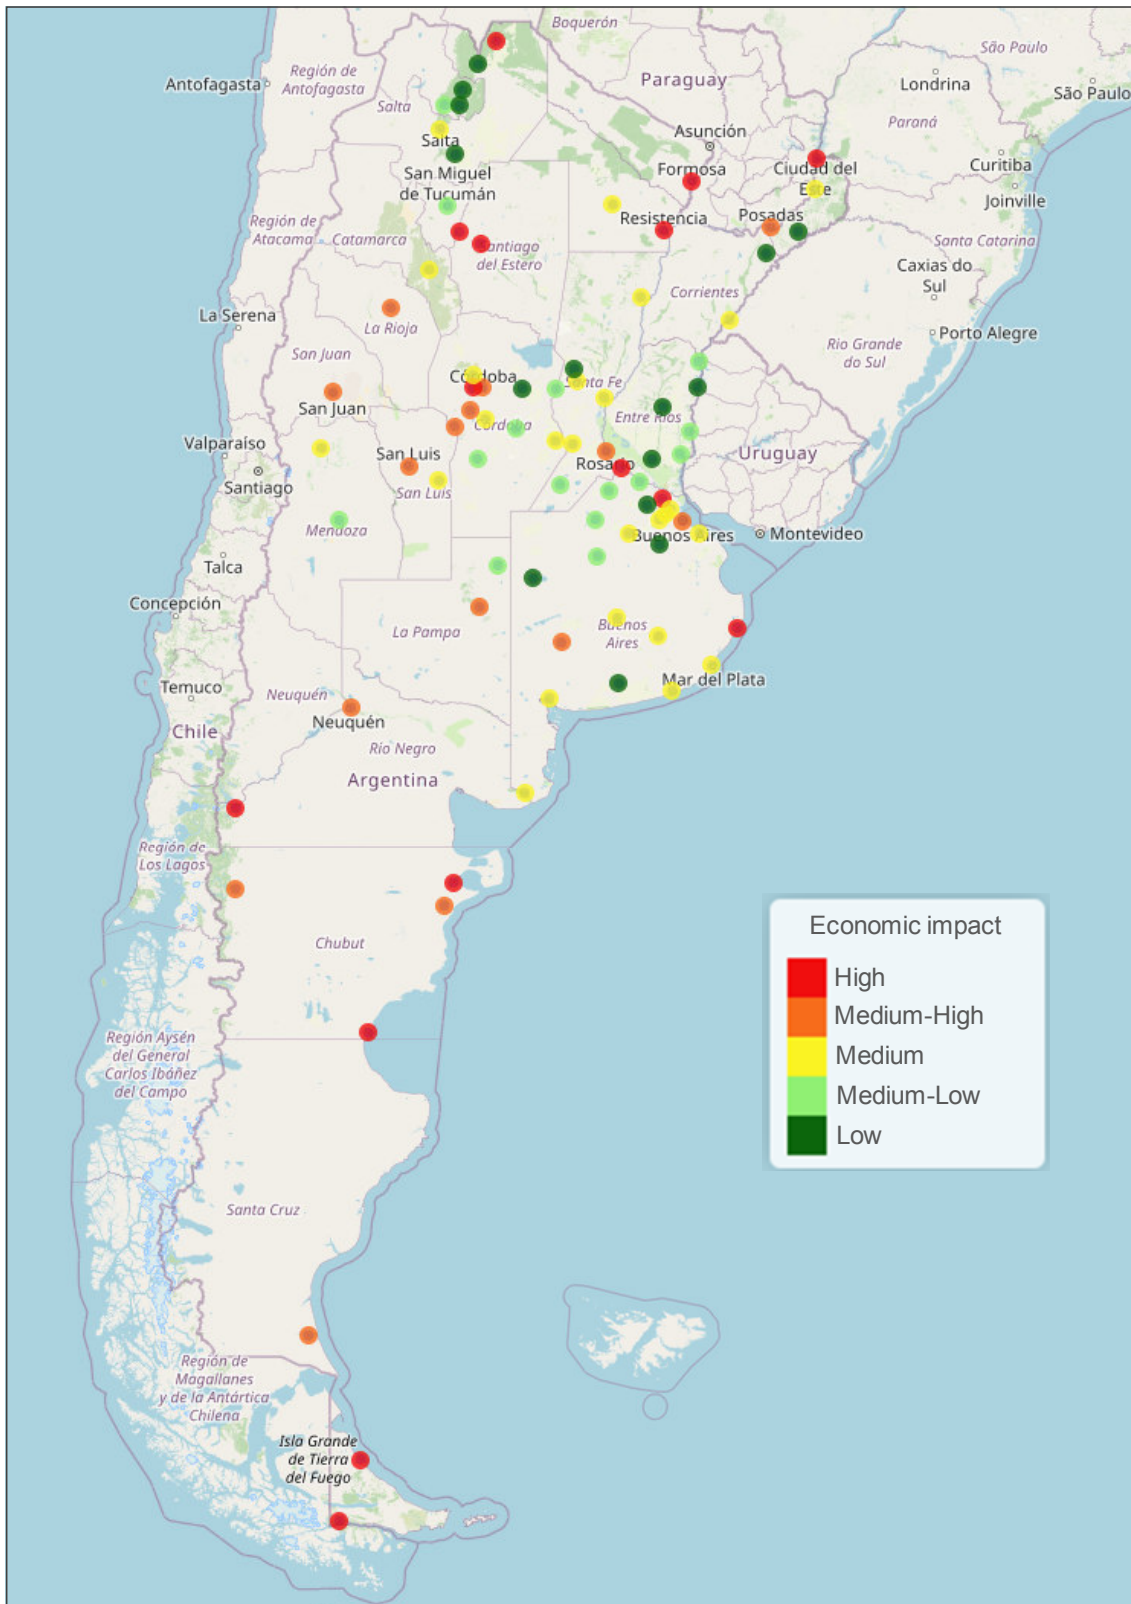 Boquerón
São Paulo
Antofagasta
Región de
Antofagasta
Paraguay
Londrina
São Paulo
Salta
Asunción
Paraná
Salta
Curitiba
San Miguel
de Tucumán
Formosa
Ciudad del
Este
Joinville
Región de
Atacama
Catamarca
Resistencia
Posadas
Santiago
del Estero
Santa Catarina
Corrientes
Caxias do
Sul
La Serena
La Rioja
Porto Alegre
San Juan
Rio Grande
do Sul
Córdoba
Santa Fe
San Juan
Entre Ríos
Córdoba
Valparaíso
San Luis
Rosario
Uruguay
Santiago
San Luis
Mendoza
Buenos Aires
Montevideo
Talca
Concepción
La Pampa
Buenos
Aires
Temuco
Neuquén
Mar del Plata
Chile
Neuquén
Río Negro
Argentina
Región de
Los Lagos
Chubut
Economic impact
High
Medium-High
Medium
Medium-Low
Low
Región Aysén
del General
Carlos Ibáñez
del Campo
Santa Cruz
Región de
Magallanes
y de la Antártica
Chilena
Isla Grande
de Tierra
del Fuego